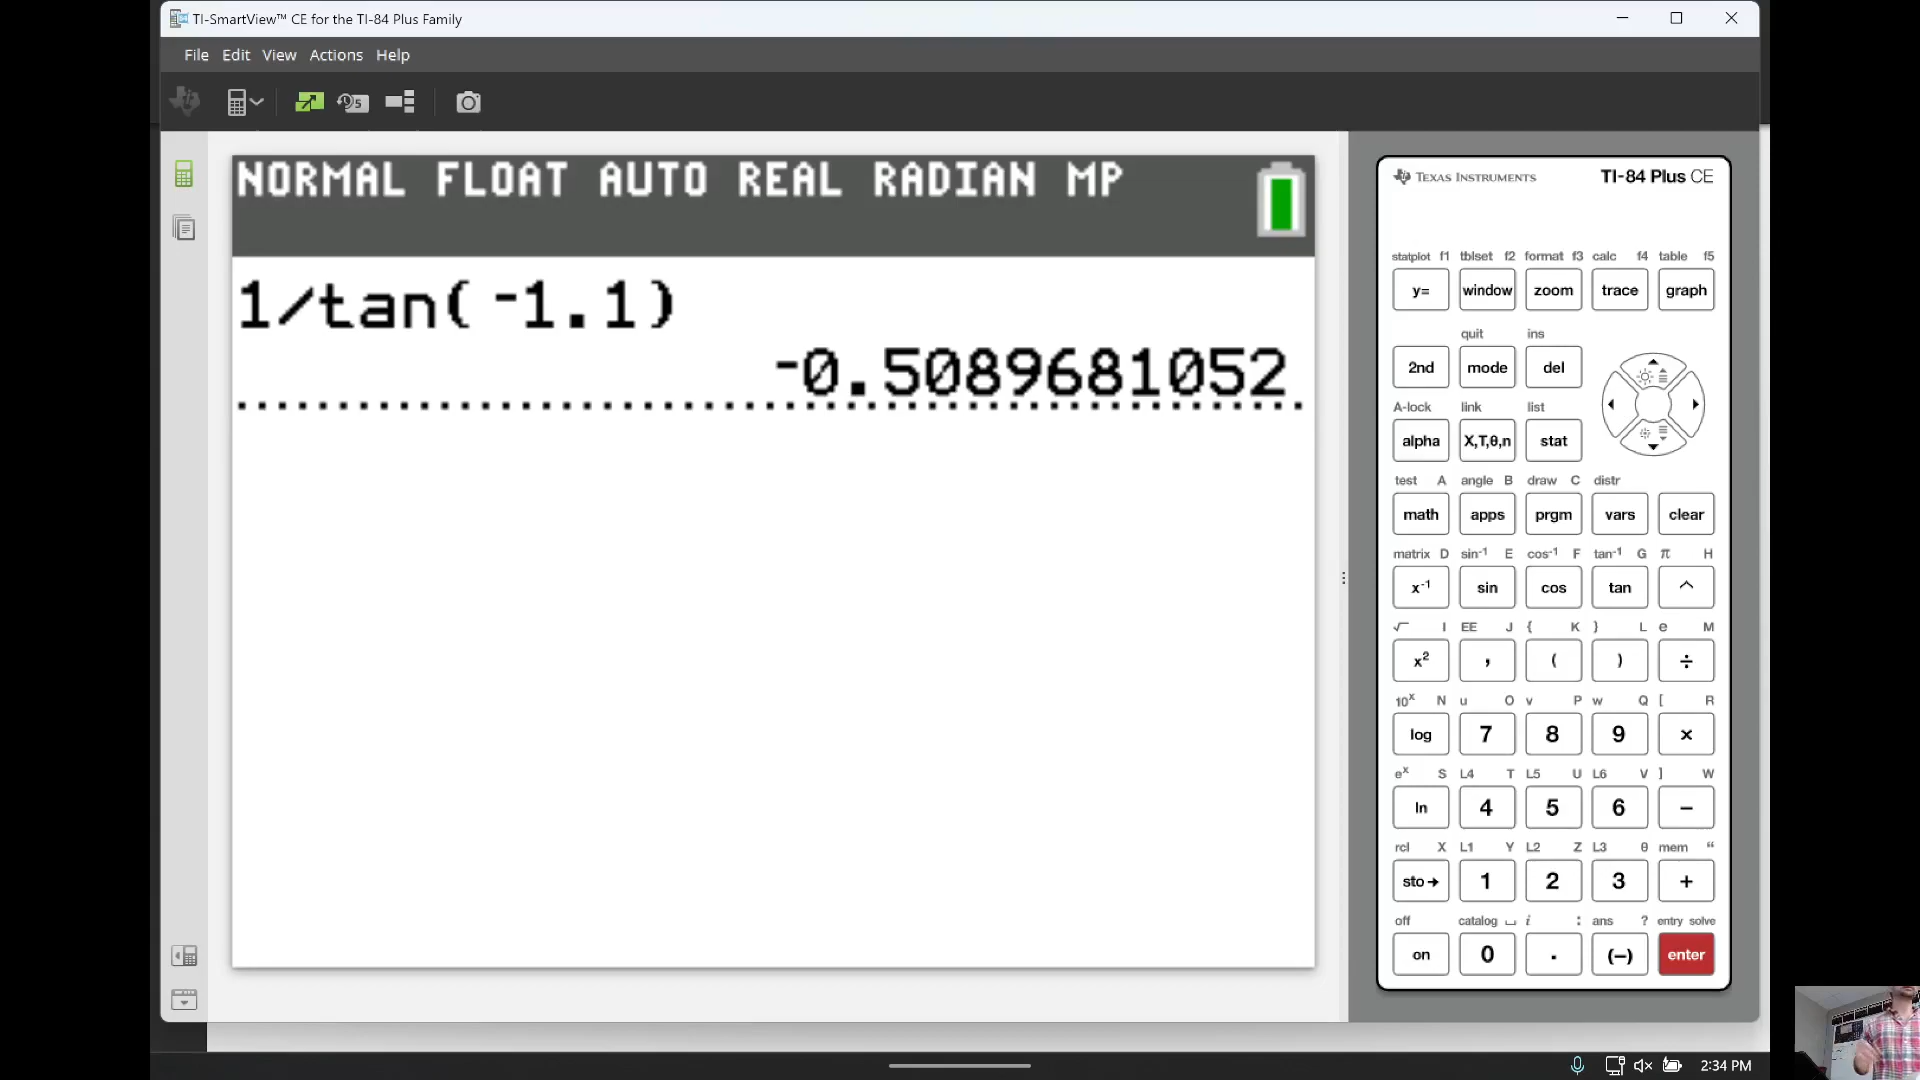 TI-SmartView™ CE for the TI-84 Plus Family
File Edit View Actions Help
NORMAL FLOAT AUTO REAL RADIAN MP
1/tan(-1.1)
-0.5089681052
TEXAS INSTRUMENTS TI-84 Plus CE
statplot f1 tblset f2 format f3 calc f4 table f5
y= window zoom trace graph
quit ins
2nd mode del
A-lock link list
alpha X,T,θ,n stat
test A angle B draw C distr
math apps prgm vars clear
matrix D sin⁻¹ E cos⁻¹ F tan⁻¹ G π H
x⁻¹ sin cos tan ^
√ I EE J { K } L e M
x² , ( ) ÷
10ˣ N u O v P w Q [ R
log 7 8 9 ×
eˣ S L4 T L5 U L6 V ] W
ln 4 5 6 −
rcl X L1 Y L2 Z L3 θ mem "
sto→ 1 2 3 +
off catalog ⎵ i : ans ? entry solve
on 0 . (−) enter
2:34 PM